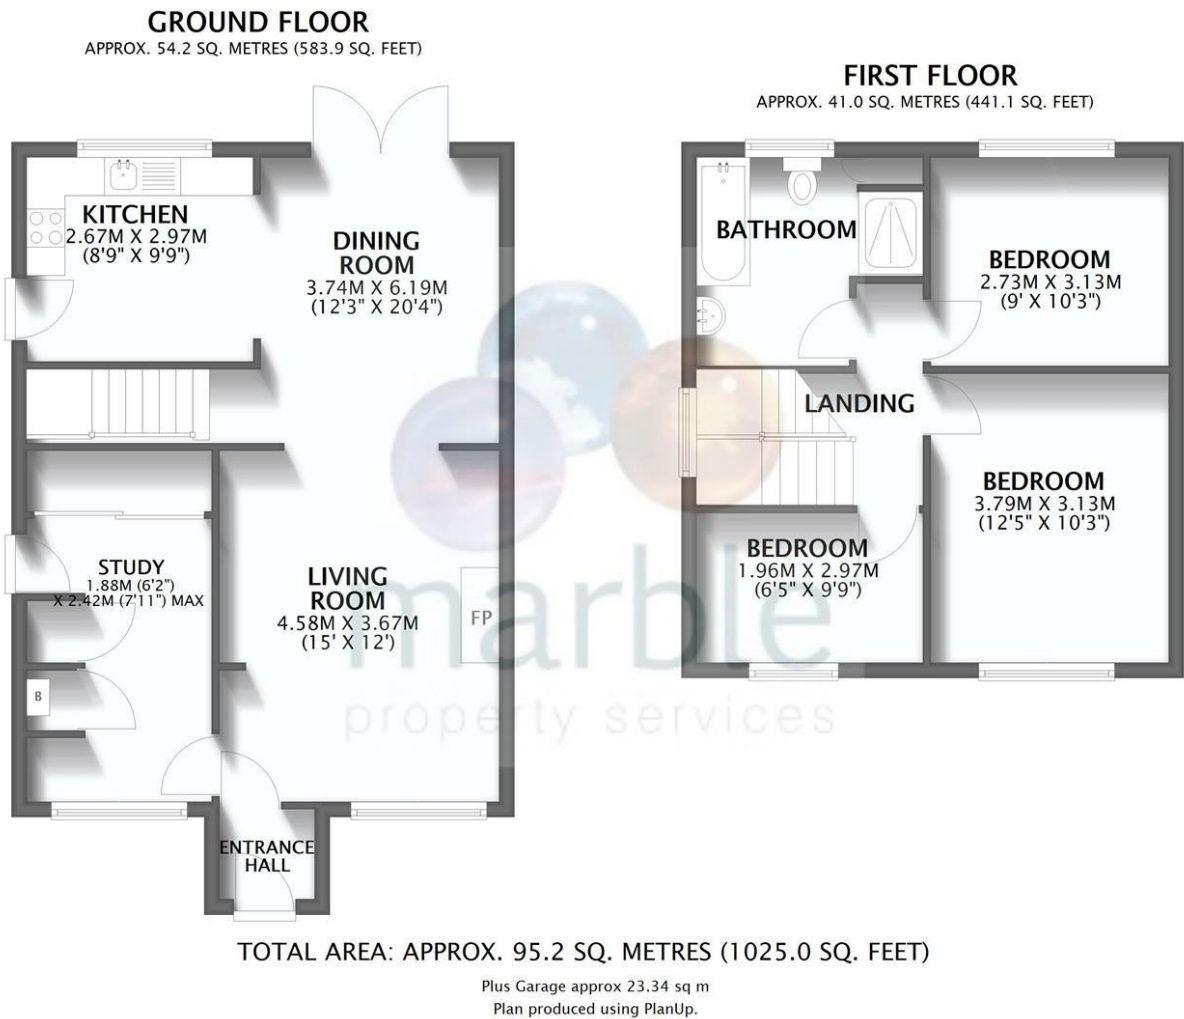 GROUND FLOOR
APPROX. 54.2 SQ. METRES (583.9 SQ. FEET)
KITCHEN
2.67M X 2.97M
(8'9" X 9'9")
DINING
ROOM
3.74M X 6.19M
(12'3" X 20'4")
STUDY
1.88M (6'2")
X 2.42M (7'11") MAX
LIVING
ROOM
4.58M X 3.67M
(15' X 12')
FP
B
ENTRANCE
HALL
FIRST FLOOR
APPROX. 41.0 SQ. METRES (441.1 SQ. FEET)
BATHROOM
BEDROOM
2.73M X 3.13M
(9' X 10'3")
LANDING
BEDROOM
3.79M X 3.13M
(12'5" X 10'3")
BEDROOM
1.96M X 2.97M
(6'5" X 9'9")
marble
property services
TOTAL AREA: APPROX. 95.2 SQ. METRES (1025.0 SQ. FEET)
Plus Garage approx 23.34 sq m
Plan produced using PlanUp.